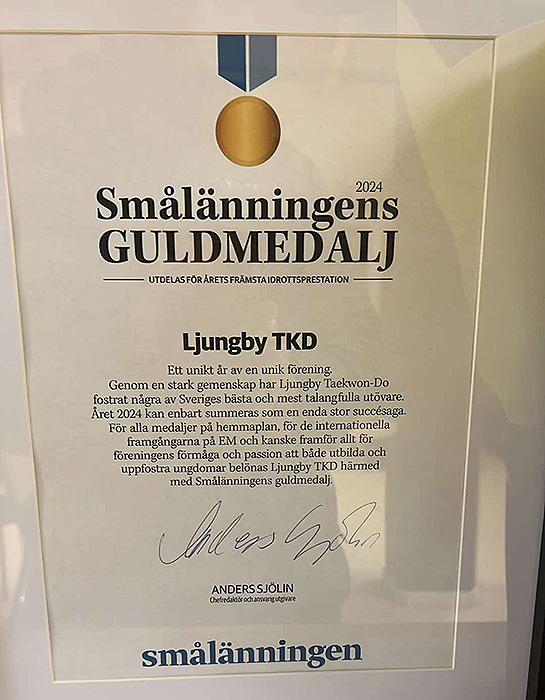 2024
Smålänningens
GULDMEDALJ
UTDELAS FÖR ÅRETS FRÄMSTA IDROTTSPRESTATION
Ljungby TKD
Ett unikt år av en unik förening.
Genom en stark gemenskap har Ljungby Taekwon-Do
fostrat några av Sveriges bästa och mest talangfulla utövare.
Året 2024 kan enbart summeras som en enda stor succésaga.
För alla medaljer på hemmaplan, för de internationella
framgångarna på EM och kanske framför allt för
föreningens förmåga och passion att både utbilda och
uppfostra ungdomar belönas Ljungby TKD härmed
med Smålänningens guldmedalj.
Anders Sjölin
ANDERS SJÖLIN
Chefredaktör och ansvarig utgivare
smålänningen